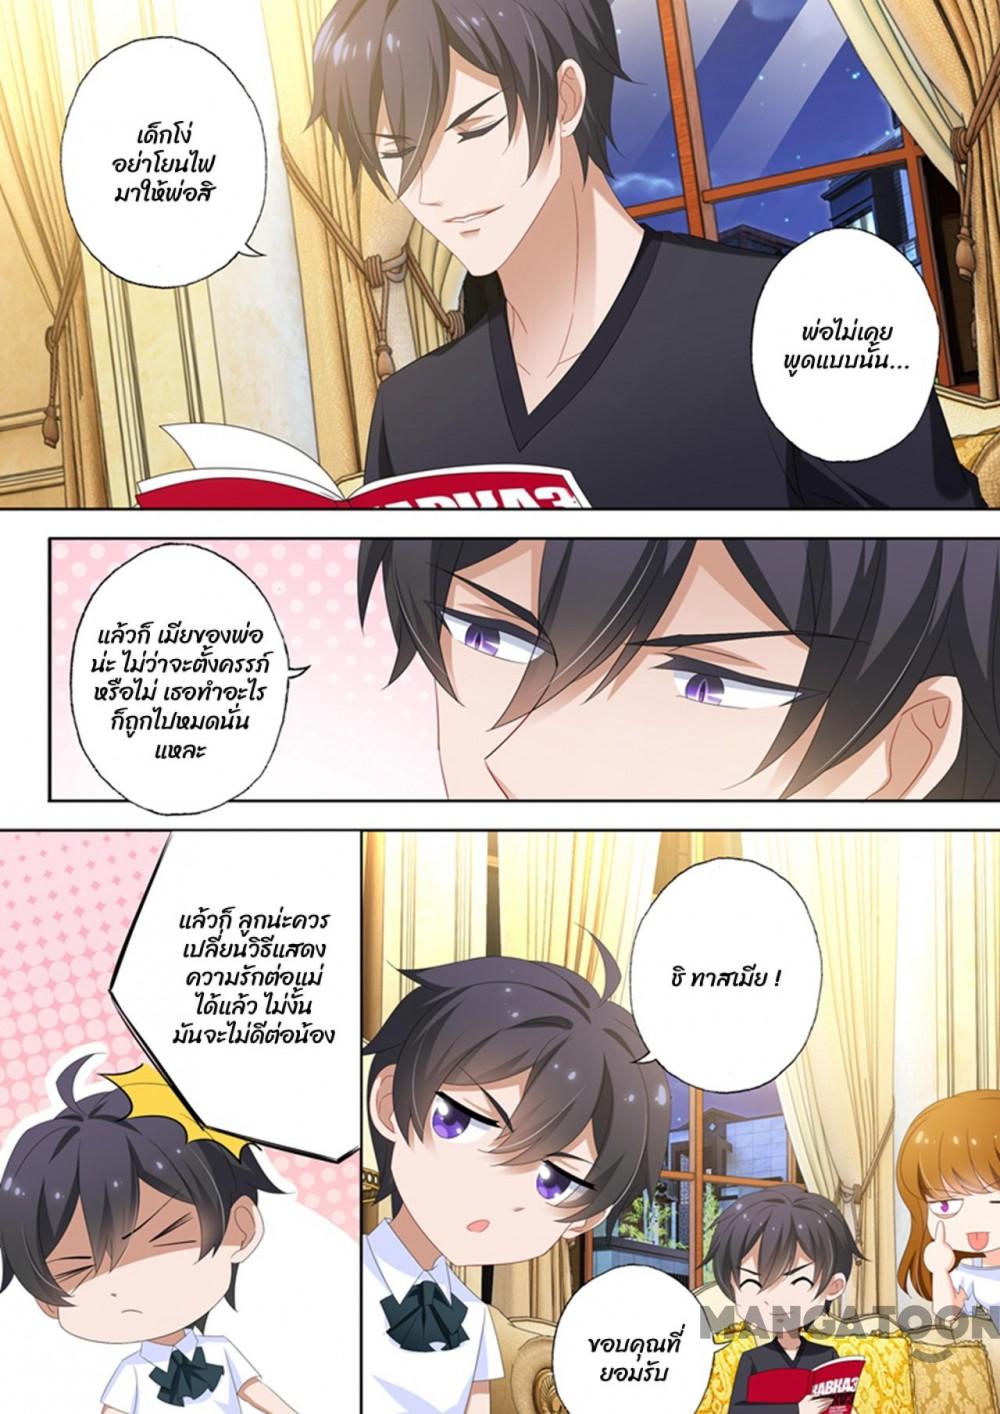 เด็กโง่
อย่าโยนไฟ
มาให้พ่อสิ
พ่อไม่เคย
พูดแบบนั้น...
แล้วก็ เมียของพ่อ
น่ะ ไม่ว่าจะตั้งครรภ์
หรือไม่ เธอทำอะไร
ก็ถูกไปหมดนั่น
แหละ
แล้วก็ ลูกน่ะควร
เปลี่ยนวิธีแสดง
ความรักต่อแม่
ได้แล้ว ไม่งั้น
มันจะไม่ดีต่อน้อง
ชิ ทาสเมีย !
ขอบคุณที่
ยอมรับ
ЗАВКАЗ
MANGATOON